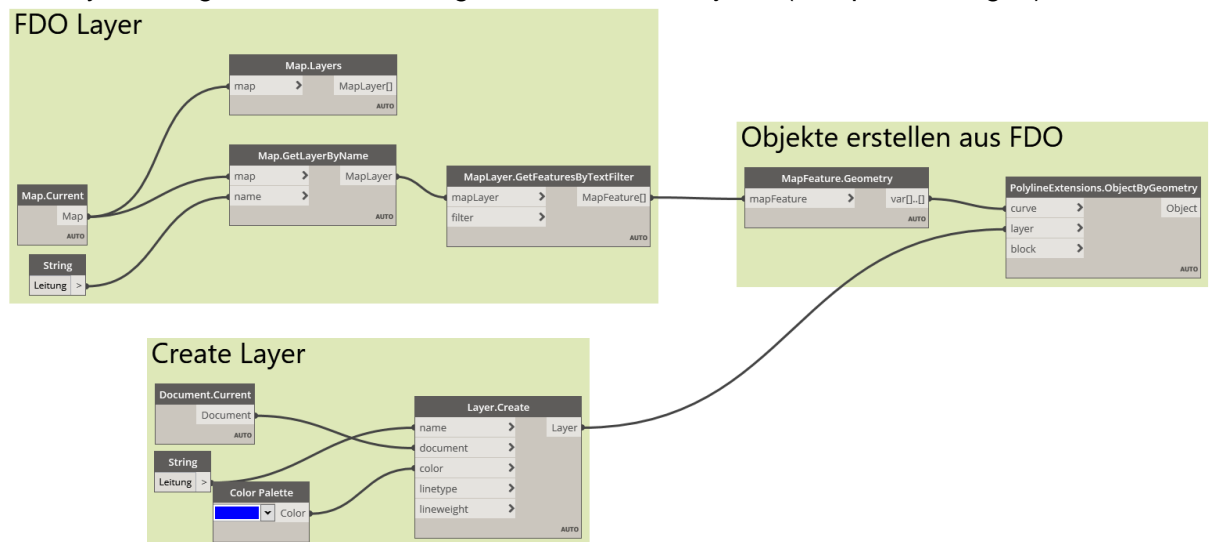 FDO Layer
Map.Layers
map > MapLayer[]
AUTO
Map.GetLayerByName
map > MapLayer
name >
AUTO
Map.Current
Map
AUTO
String
Leitung >
MapLayer.GetFeaturesByTextFilter
mapLayer > MapFeature[]
filter >
AUTO
Objekte erstellen aus FDO
MapFeature.Geometry
mapFeature > var[]..[]
AUTO
PolylineExtensions.ObjectByGeometry
curve > Object
layer >
block >
AUTO
Create Layer
Document.Current
Document
AUTO
String
Leitung >
Color Palette
Color
Layer.Create
name > Layer
document >
color >
linetype >
lineweight >
AUTO